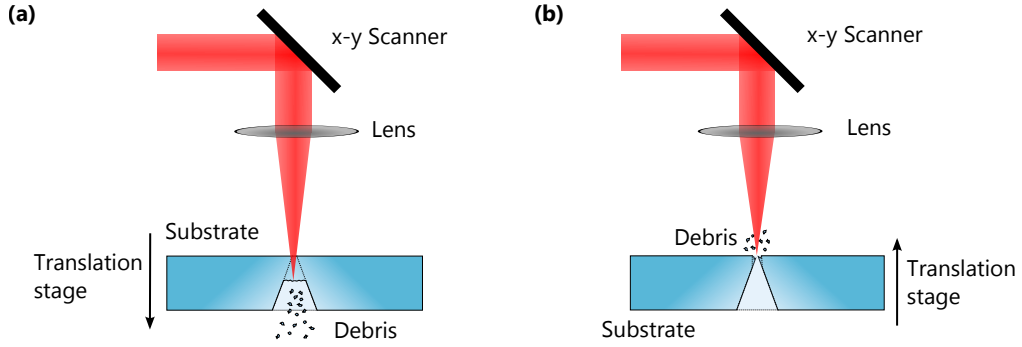 (a)
x-y Scanner
Lens
Substrate
Translation
stage
Debris
(b)
x-y Scanner
Lens
Debris
Translation
stage
Substrate